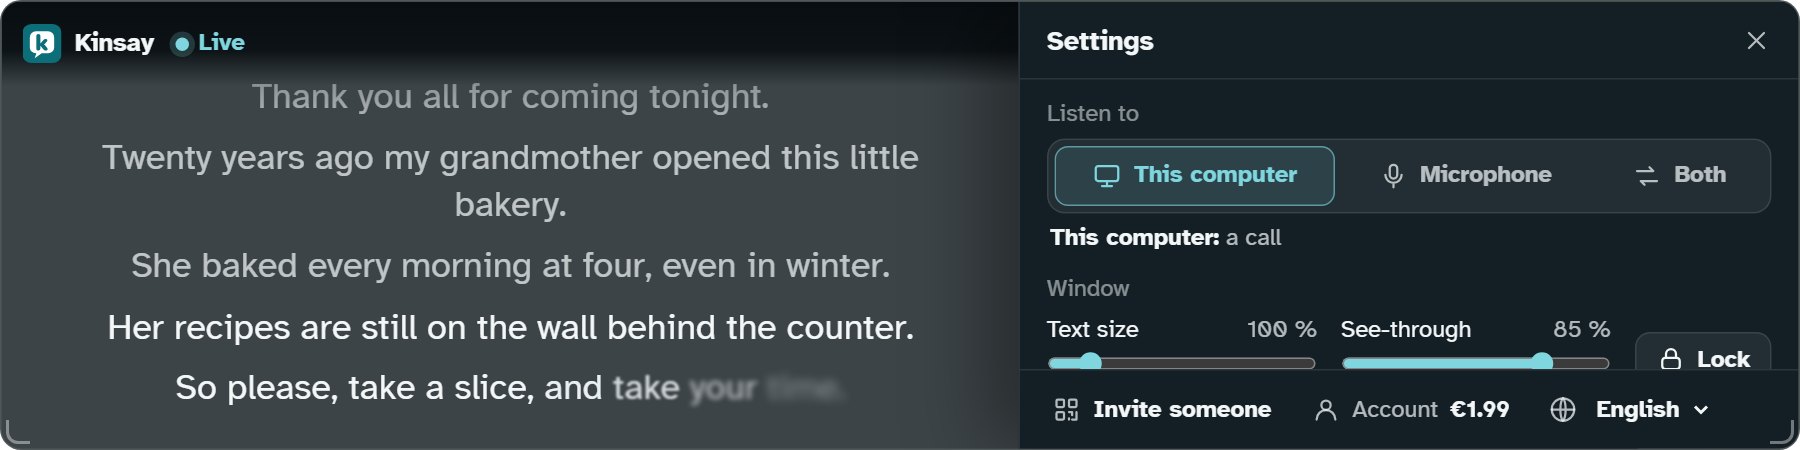 Kinsay
Live
Thank you all for coming tonight.
Twenty years ago my grandmother opened this little
bakery.
She baked every morning at four, even in winter.
Her recipes are still on the wall behind the counter.
So please, take a slice, and take your time.
Settings
Listen to
This computer
Microphone
Both
This computer: a call
Window
Text size 100 %
See-through 85 %
Lock
Invite someone
Account €1.99
English